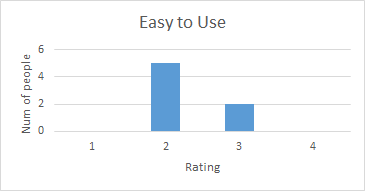 Easy to Use
Num of people
6
4
2
0
1 2 3 4
Rating